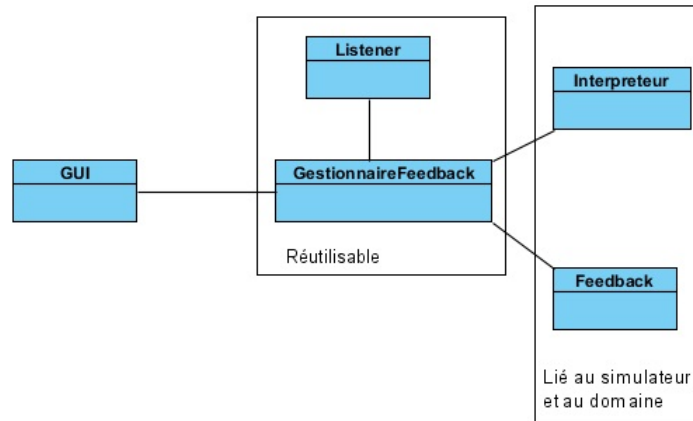 Listener
Interpreteur
GUI
GestionnaireFeedback
Réutilisable
Feedback
Lié au simulateur
et au domaine